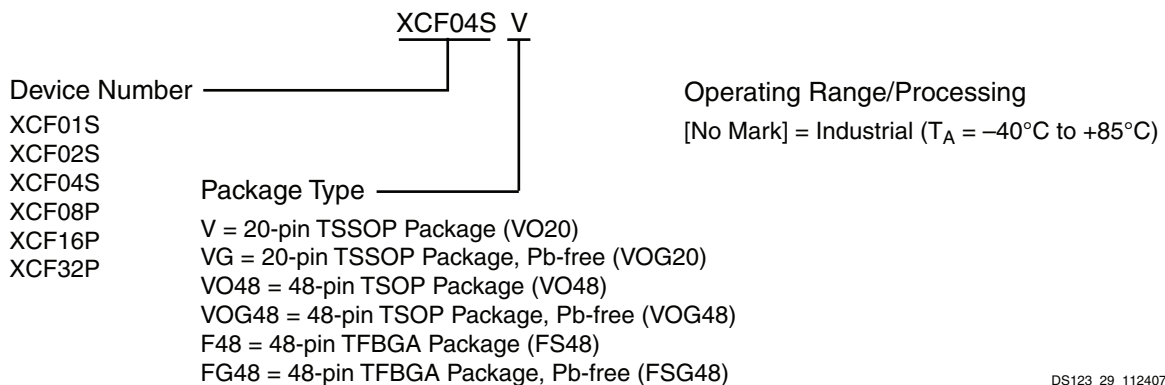 XCF04S V
Device Number
XCF01S
XCF02S
XCF04S
XCF08P
XCF16P
XCF32P
Package Type
V = 20-pin TSSOP Package (VO20)
VG = 20-pin TSSOP Package, Pb-free (VOG20)
VO48 = 48-pin TSOP Package (VO48)
VOG48 = 48-pin TSOP Package, Pb-free (VOG48)
F48 = 48-pin TFBGA Package (FS48)
FG48 = 48-pin TFBGA Package, Pb-free (FSG48)
Operating Range/Processing
[No Mark] = Industrial (TA = –40°C to +85°C)
DS123_29_112407